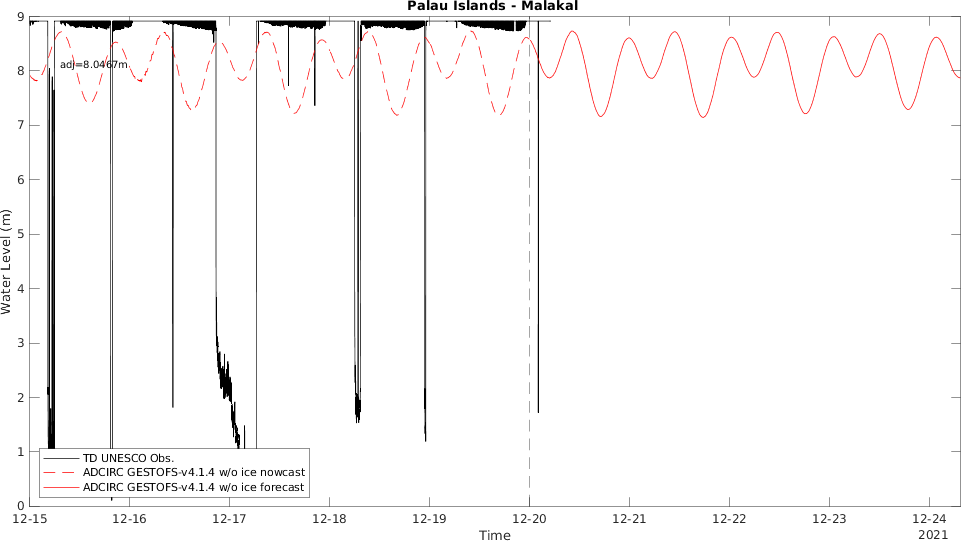 Palau Islands - Malakal
9
8
7
6
5
4
3
2
1
0
Water Level (m)
adj=8.0467m
TD UNESCO Obs.
ADCIRC GESTOFS-v4.1.4 w/o ice nowcast
ADCIRC GESTOFS-v4.1.4 w/o ice forecast
12-15 12-16 12-17 12-18 12-19 12-20 12-21 12-22 12-23 12-24
Time
2021